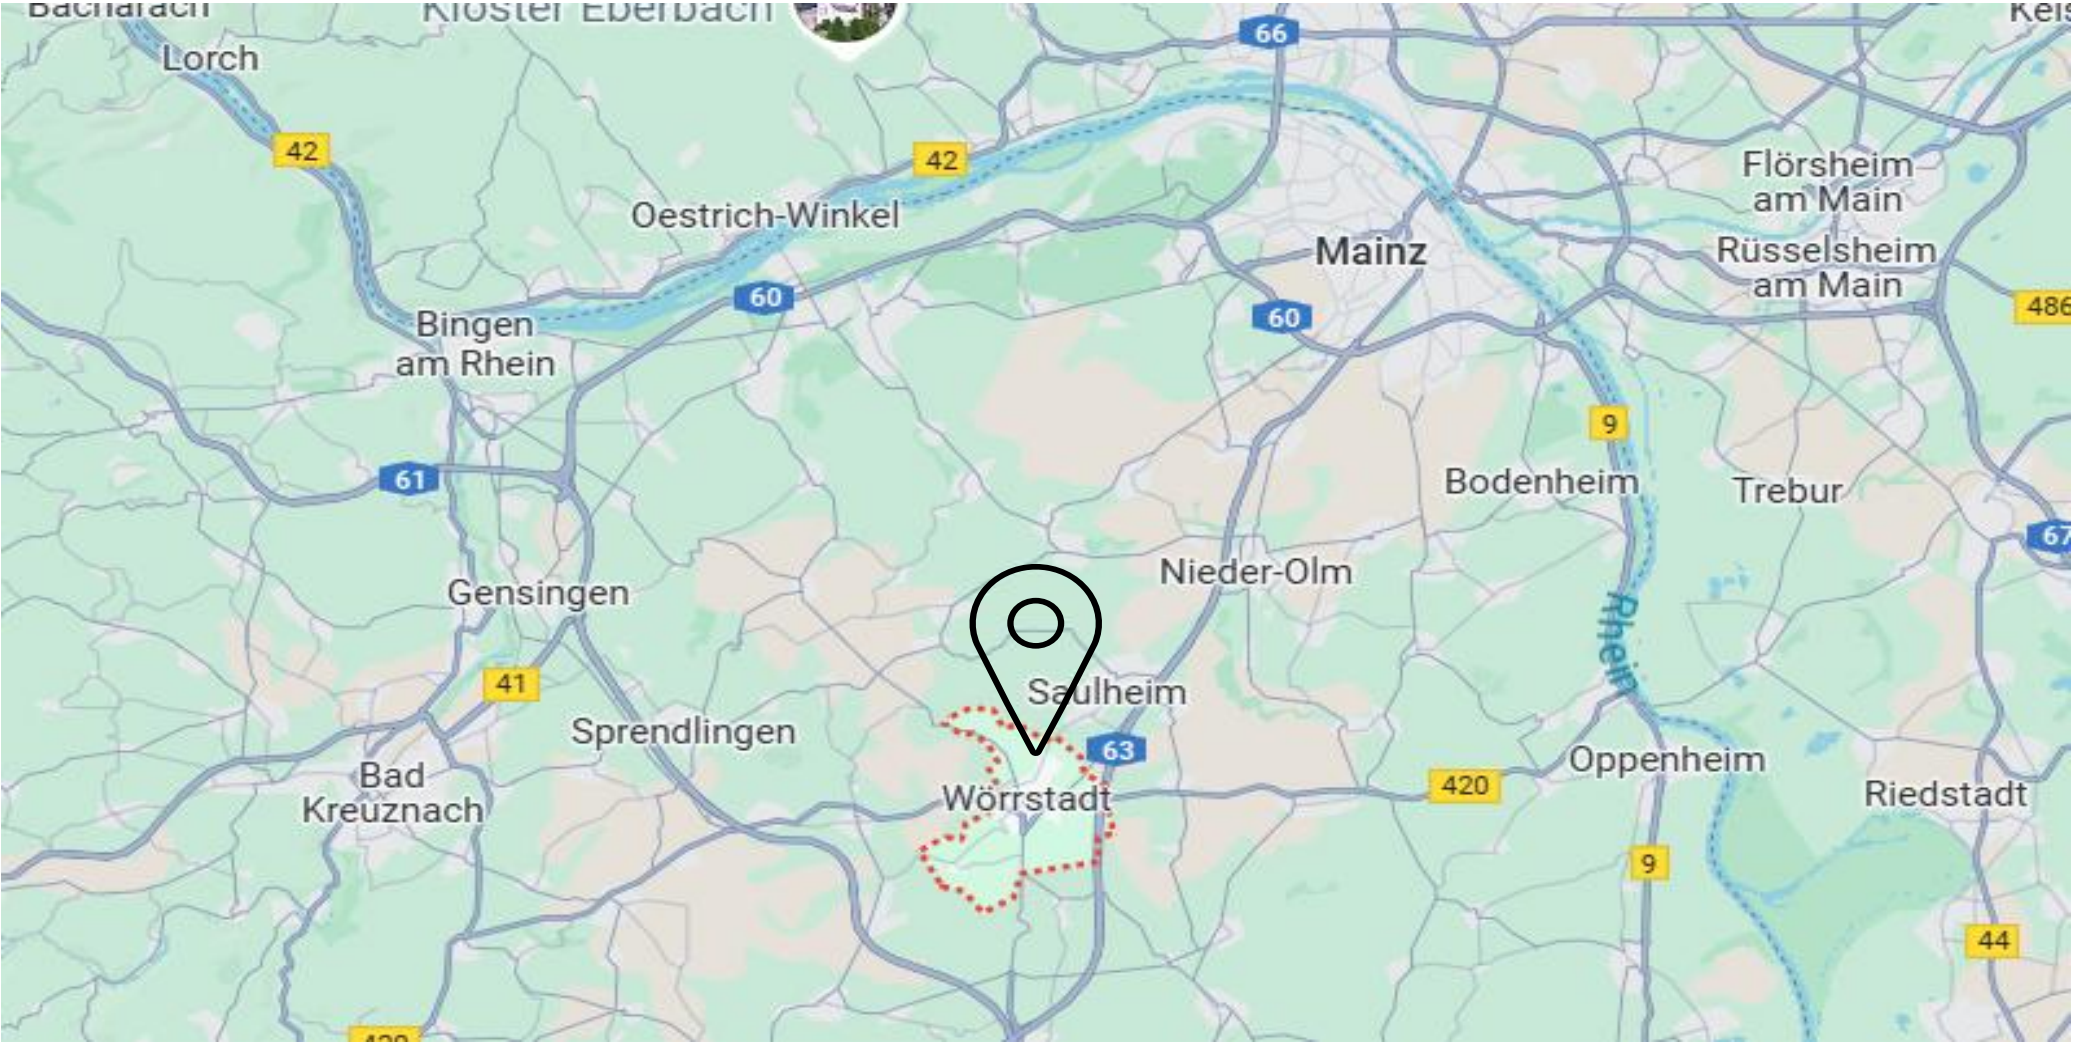 Bacharach
Kloster Eberbach
Lorch
66
42
42
Flörsheim
am Main
Oestrich-Winkel
Mainz
Rüsselsheim
am Main
60
60
486
Bingen
am Rhein
9
61
Bodenheim
Trebur
67
Nieder-Olm
Gensingen
Rhein
41
Saulheim
Sprendlingen
63
Oppenheim
Bad
Kreuznach
Wörrstadt
420
Riedstadt
9
44